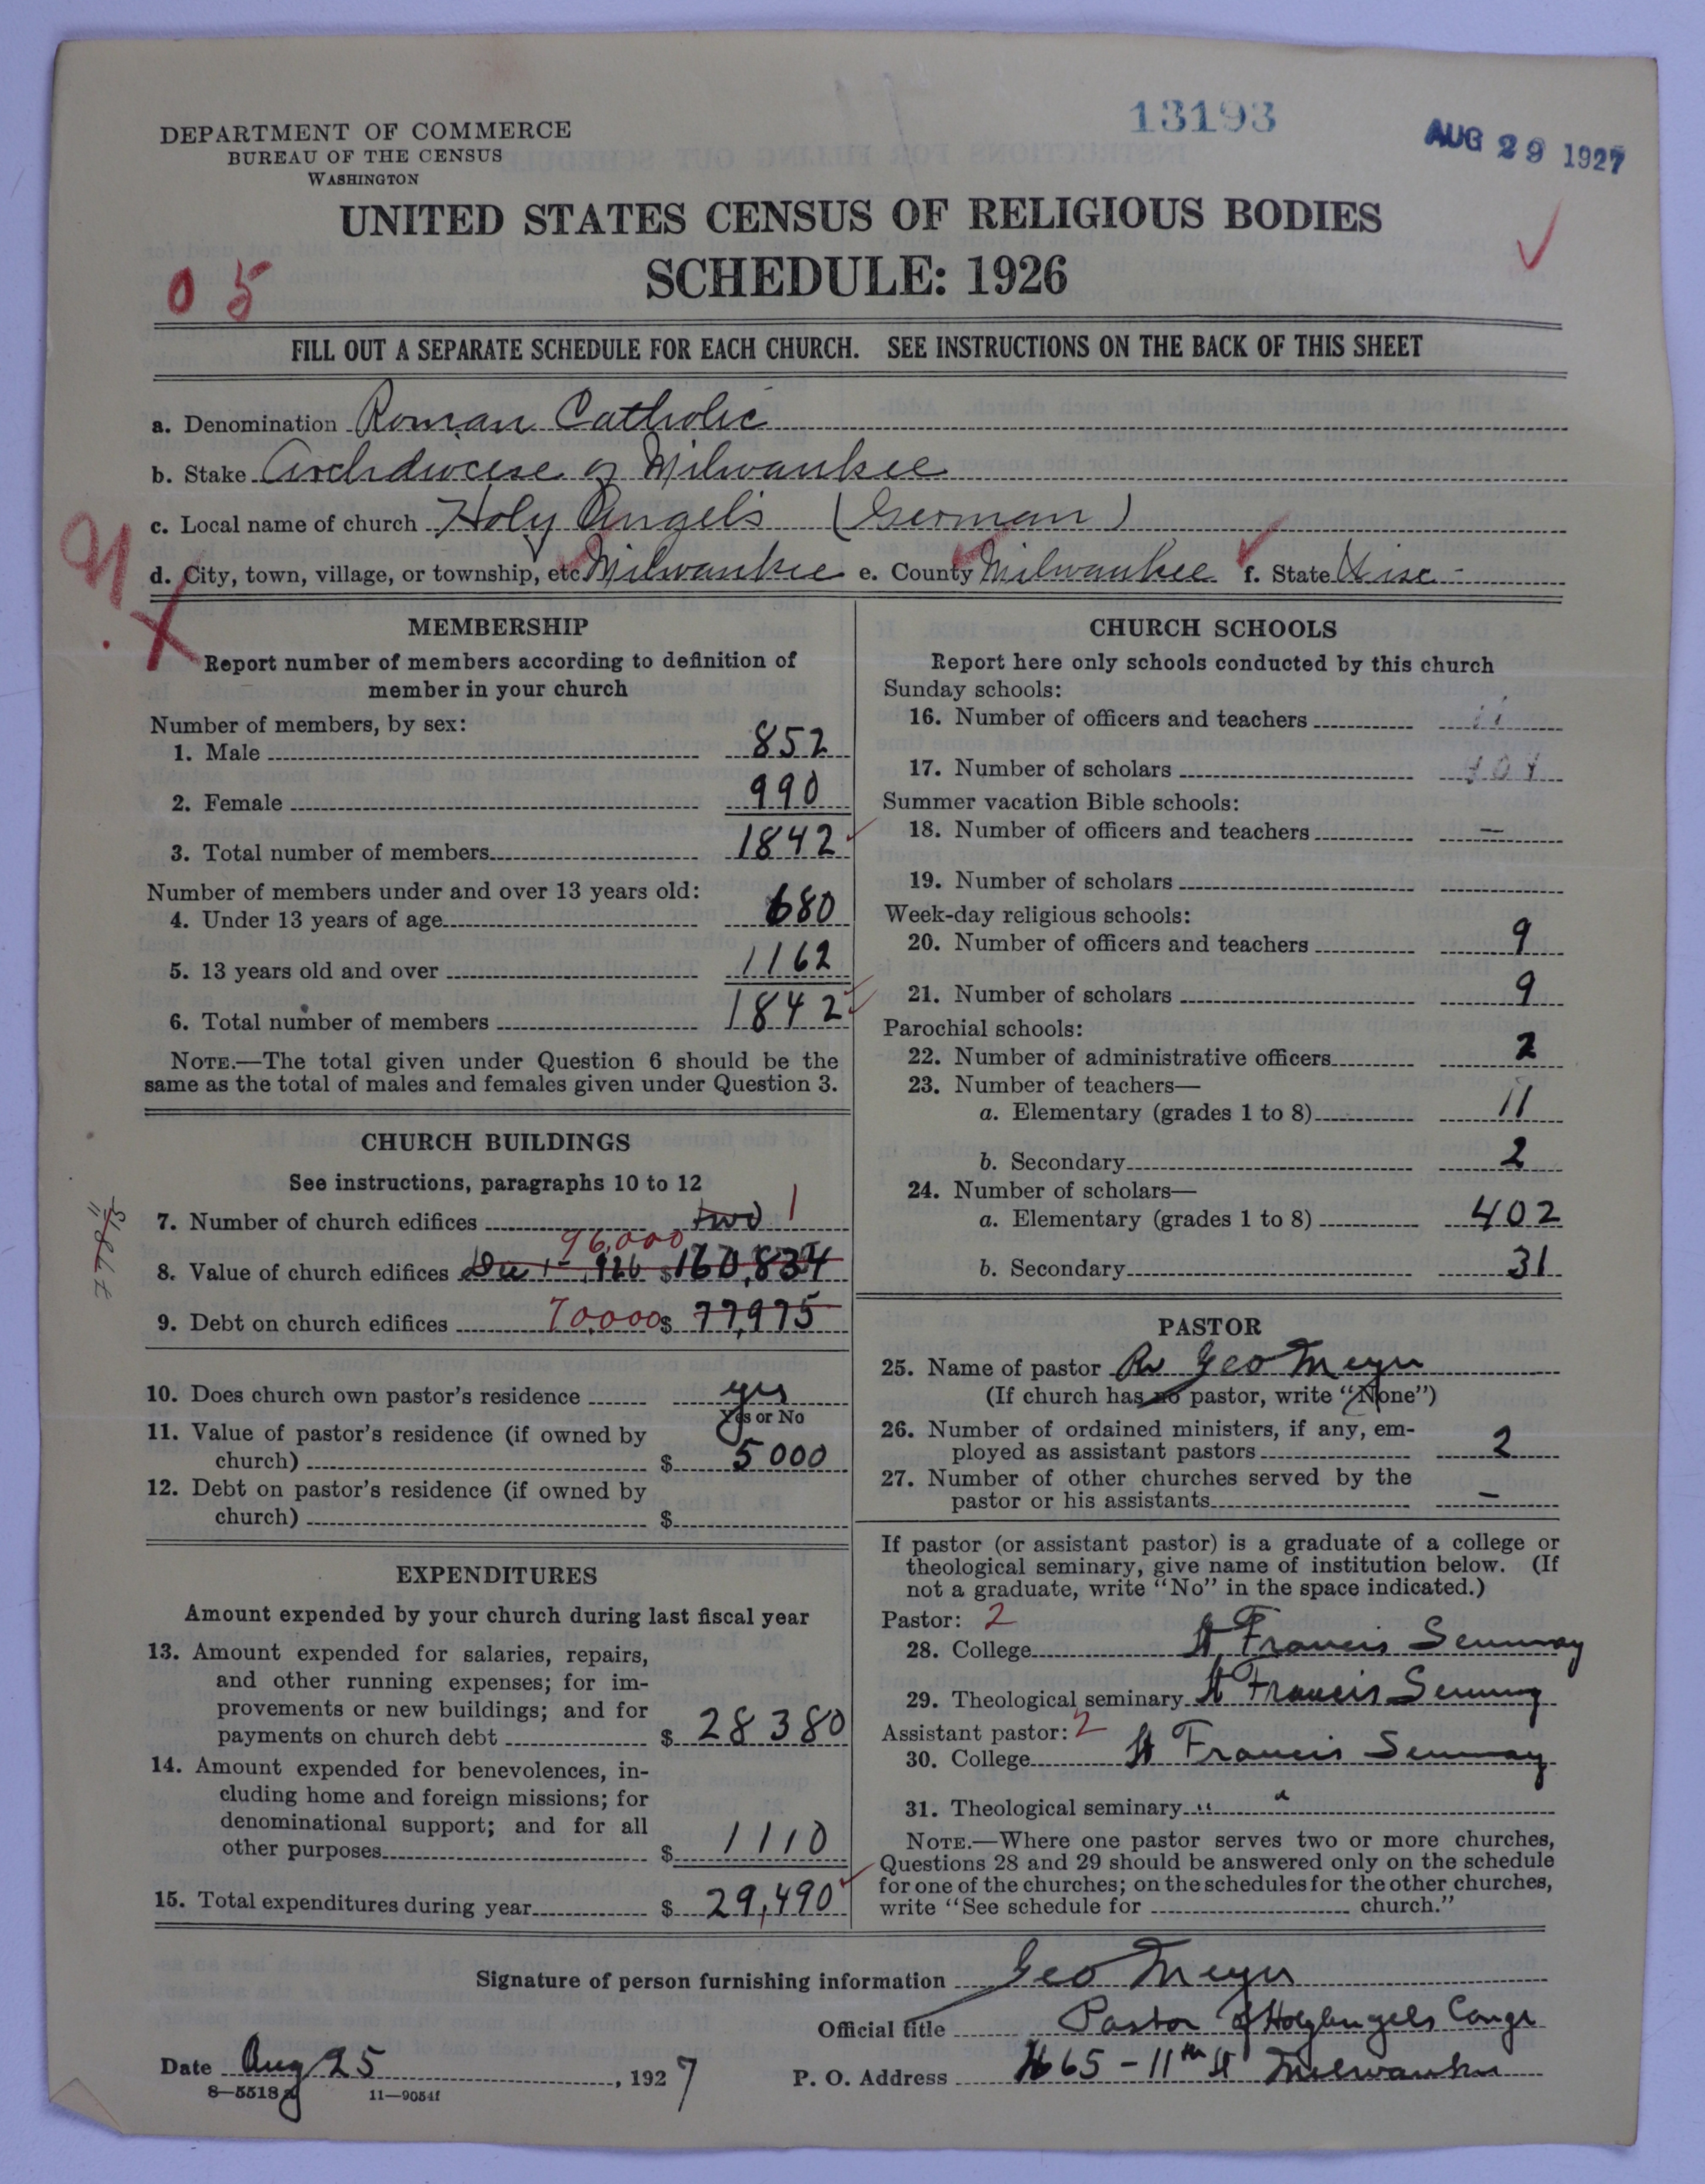 13193
AUG 29 1927
DEPARTMENT OF COMMERCE
BUREAU OF THE CENSUS
WASHINGTON
UNITED STATES CENSUS OF RELIGIOUS BODIES
SCHEDULE: 1926
05
FILL OUT A SEPARATE SCHEDULE FOR EACH CHURCH. SEE INSTRUCTIONS ON THE BACK OF THIS SHEET
a. Denomination Roman Catholic
b. Stake Archdiocese of Milwaukee
c. Local name of church Holy Angels (German)
d. City, town, village, or township, etc. Milwaukee e. County Milwaukee f. State Wisc.
MEMBERSHIP
Report number of members according to definition of
member in your church
Number of members, by sex:
1. Male 852
2. Female 990
3. Total number of members 1842
Number of members under and over 13 years old:
4. Under 13 years of age 680
5. 13 years old and over 1162
6. Total number of members 1842
NOTE.—The total given under Question 6 should be the
same as the total of males and females given under Question 3.
CHURCH BUILDINGS
See instructions, paragraphs 10 to 12
7. Number of church edifices two 1
96,000
8. Value of church edifices Dec 1- 1926 $160,834
9. Debt on church edifices 70,000 $ 77,975
10. Does church own pastor's residence yes
Yes or No
11. Value of pastor's residence (if owned by
church) $ 5000
12. Debt on pastor's residence (if owned by
church) $
EXPENDITURES
Amount expended by your church during last fiscal year
13. Amount expended for salaries, repairs,
and other running expenses; for im-
provements or new buildings; and for
payments on church debt $ 28380
14. Amount expended for benevolences, in-
cluding home and foreign missions; for
denominational support; and for all
other purposes $ 1110
15. Total expenditures during year $ 29,490
CHURCH SCHOOLS
Report here only schools conducted by this church
Sunday schools:
16. Number of officers and teachers
17. Number of scholars
Summer vacation Bible schools:
18. Number of officers and teachers —
19. Number of scholars
Week-day religious schools:
20. Number of officers and teachers 9
21. Number of scholars 9
Parochial schools:
22. Number of administrative officers 2
23. Number of teachers—
a. Elementary (grades 1 to 8) 11
b. Secondary 2
24. Number of scholars—
a. Elementary (grades 1 to 8) 402
b. Secondary 31
PASTOR
25. Name of pastor Rev Geo Meyer
(If church has no pastor, write "None")
26. Number of ordained ministers, if any, em-
ployed as assistant pastors 2
27. Number of other churches served by the
pastor or his assistants —
If pastor (or assistant pastor) is a graduate of a college or
theological seminary, give name of institution below. (If
not a graduate, write "No" in the space indicated.)
Pastor: 2
28. College St Francis Seminary
29. Theological seminary St Francis Seminary
Assistant pastor: 2
30. College St Francis Seminary
31. Theological seminary " "
NOTE.—Where one pastor serves two or more churches,
Questions 28 and 29 should be answered only on the schedule
for one of the churches; on the schedules for the other churches,
write "See schedule for church."
Signature of person furnishing information Geo Meyer
Official title Pastor of Holy Angels Congr
Date Aug 25, 1927 P. O. Address 1665 - 11th St Milwaukee
8—5518a 11—9054f